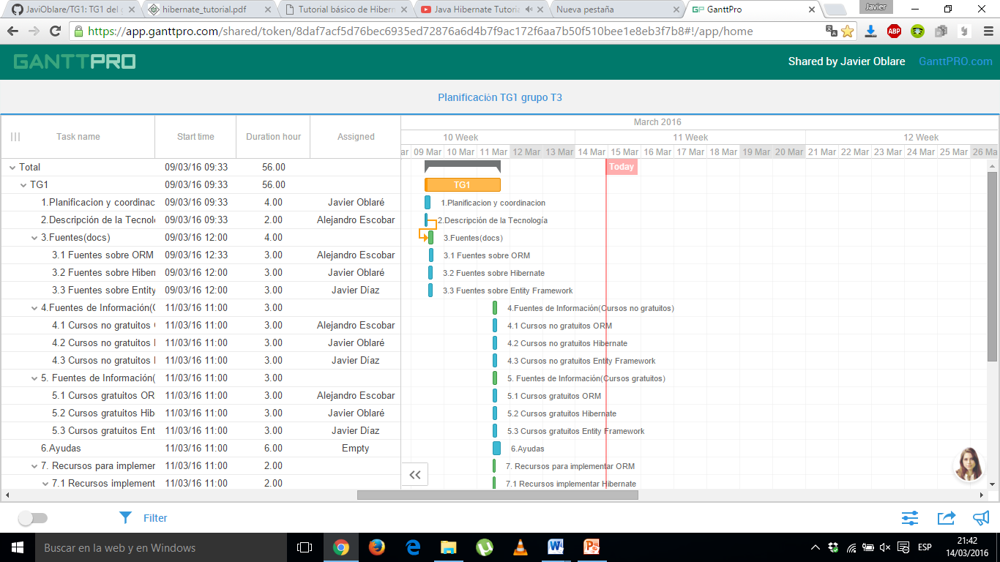 JaviOblare/TG1: TG1 del g
hibernate_tutorial.pdf
Tutorial básico de Hibern
Java Hibernate Tutoria
Nueva pestaña
GanttPro
Javier
https://app.ganttpro.com/shared/token/8daf7acf5d76bec6935ed72876a6d4b7f9ac172f6aa7b50f510bee1e8eb3f7b8#!/app/home
ABP
GANTTPRO
Shared by Javier Oblare GanttPRO.com
Planificaciòn TG1 grupo T3
Task name Start time Duration hour Assigned
March 2016
10 Week 11 Week 12 Week
ar 09 Mar 10 Mar 11 Mar 12 Mar 13 Mar 14 Mar 15 Mar 16 Mar 17 Mar 18 Mar 19 Mar 20 Mar 21 Mar 22 Mar 23 Mar 24 Mar 25 Mar 26 Ma
Total 09/03/16 09:33 56.00 Today
TG1 09/03/16 09:33 56.00 TG1
1.Planificacion y coordinac 09/03/16 09:33 4.00 Javier Oblaré 1.Planificacion y coordinacion
2.Descripción de la Tecnol 09/03/16 09:33 2.00 Alejandro Escobar 2.Descripción de la Tecnología
3.Fuentes(docs) 09/03/16 12:00 4.00 3.Fuentes(docs)
3.1 Fuentes sobre ORM 09/03/16 12:33 3.00 Alejandro Escobar 3.1 Fuentes sobre ORM
3.2 Fuentes sobre Hiber 09/03/16 12:00 3.00 Javier Oblaré 3.2 Fuentes sobre Hibernate
3.3 Fuentes sobre Entity 09/03/16 12:00 3.00 Javier Díaz 3.3 Fuentes sobre Entity Framework
4.Fuentes de Información(C 11/03/16 11:00 3.00 4.Fuentes de Información(Cursos no gratuitos)
4.1 Cursos no gratuitos 11/03/16 11:00 3.00 Alejandro Escobar 4.1 Cursos no gratuitos ORM
4.2 Cursos no gratuitos 11/03/16 11:00 3.00 Javier Oblaré 4.2 Cursos no gratuitos Hibernate
4.3 Cursos no gratuitos 11/03/16 11:00 3.00 Javier Díaz 4.3 Cursos no gratuitos Entity Framework
5. Fuentes de Información( 11/03/16 11:00 3.00 5. Fuentes de Información(Cursos gratuitos)
5.1 Cursos gratuitos OR 11/03/16 11:00 3.00 Alejandro Escobar 5.1 Cursos gratuitos ORM
5.2 Cursos gratuitos Hib 11/03/16 11:00 3.00 Javier Oblaré 5.2 Cursos gratuitos Hibernate
5.3 Cursos gratuitos Ent 11/03/16 11:00 3.00 Javier Díaz 5.3 Cursos gratuitos Entity Framework
6.Ayudas 11/03/16 11:00 6.00 Empty 6.Ayudas
7. Recursos para implemer 11/03/16 11:00 2.00 7. Recursos para implementar ORM
7.1 Recursos implement 11/03/16 11:00 2.00 7.1 Recursos implementar Hibernate
Filter
Buscar en la web y en Windows
ESP
21:42
14/03/2016